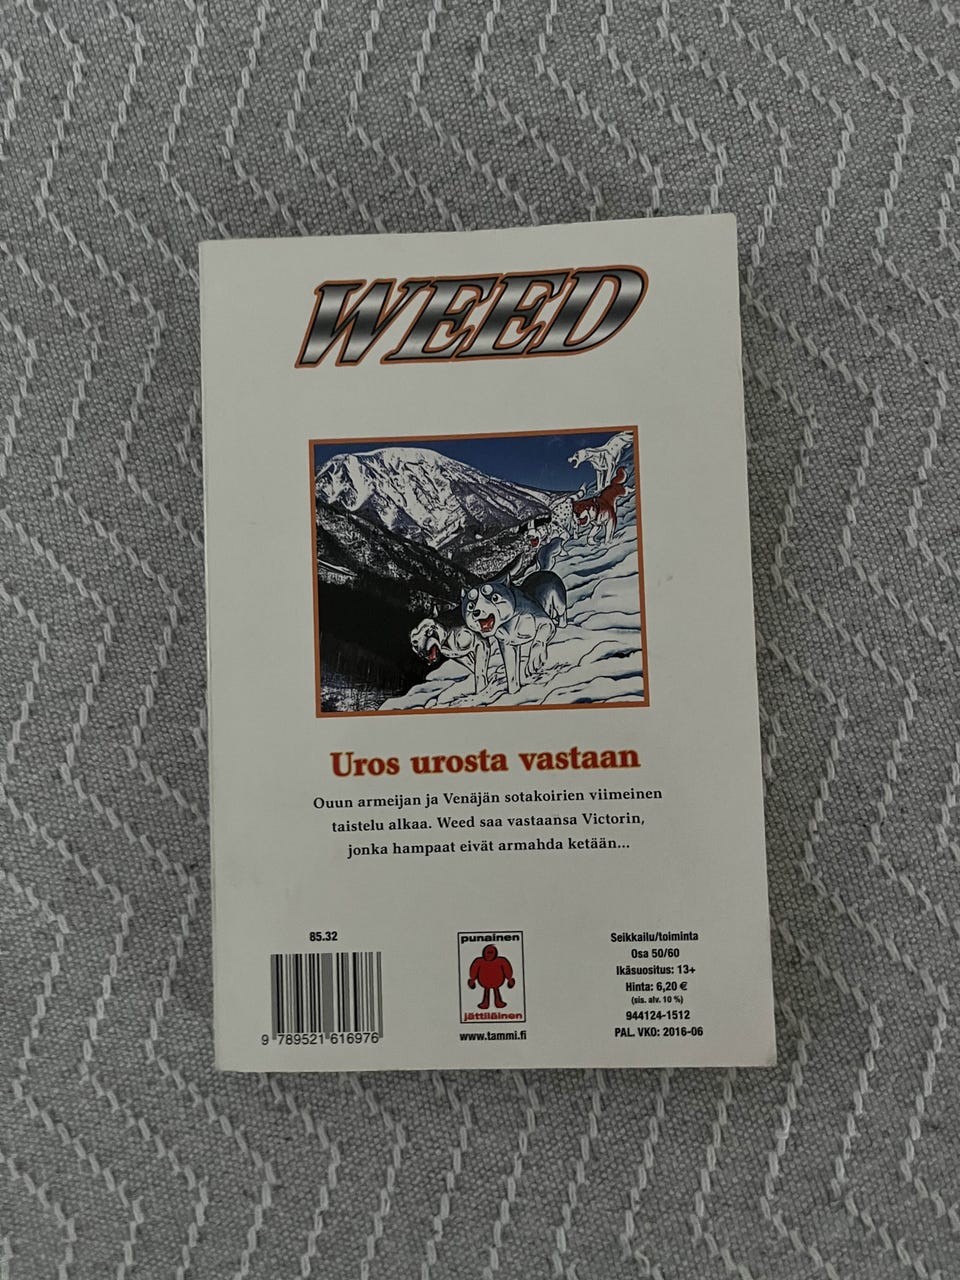 WEED
Uros urosta vastaan
Ouun armeijan ja Venäjän sotakoirien viimeinen
taistelu alkaa. Weed saa vastaansa Victorin,
jonka hampaat eivät armahda ketään...
85.32
9 789521 616976
punainen
jättiläinen
www.tammi.fi
Seikkailu/toiminta
Osa 50/60
Ikäsuositus: 13+
Hinta: 6,20 €
(sis. alv. 10 %)
944124-1512
PAL. VKO: 2016-06